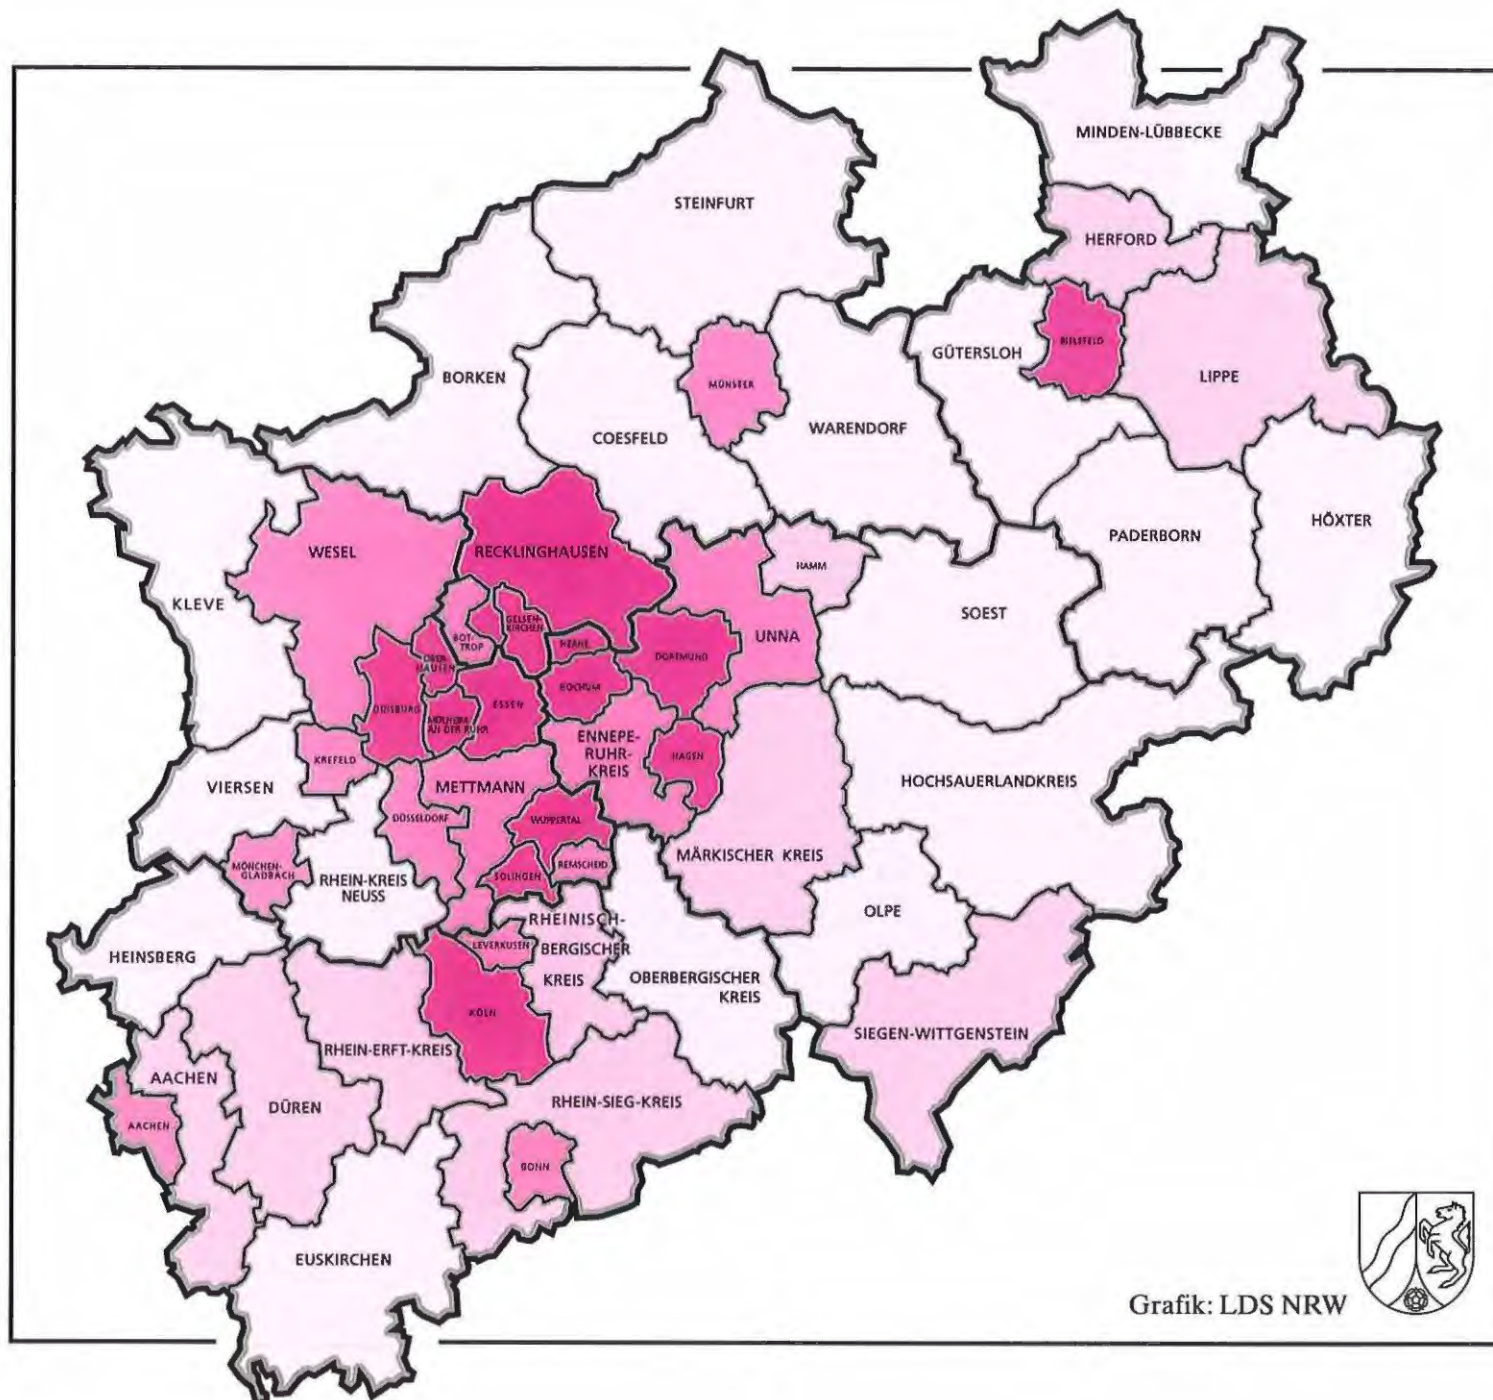 MINDEN-LÜBBECKE
STEINFURT
HERFORD
GÜTERSLOH
BIELEFELD
LIPPE
BORKEN
MÜNSTER
COESFELD
WARENDORF
HÖXTER
PADERBORN
WESEL
RECKLINGHAUSEN
HAMM
KLEVE
SOEST
GELSEN-
KIRCHEN
BOT-
TROP
HERNE
UNNA
OBER-
HAUSEN
DORTMUND
BOCHUM
DUISBURG
ESSEN
MÜLHEIM
AN DER RUHR
ENNEPE-
RUHR-
KREIS
HAGEN
KREFELD
VIERSEN
METTMANN
HOCHSAUERLANDKREIS
DÜSSELDORF
WUPPERTAL
MÄRKISCHER KREIS
REMSCHEID
MÖNCHEN-
GLADBACH
RHEIN-KREIS
NEUSS
SOLINGEN
OLPE
RHEINISCH-
BERGISCHER
KREIS
LEVERKUSEN
HEINSBERG
OBERBERGISCHER
KREIS
KÖLN
SIEGEN-WITTGENSTEIN
RHEIN-ERFT-KREIS
AACHEN
DÜREN
RHEIN-SIEG-KREIS
AACHEN
BONN
EUSKIRCHEN
Grafik: LDS NRW